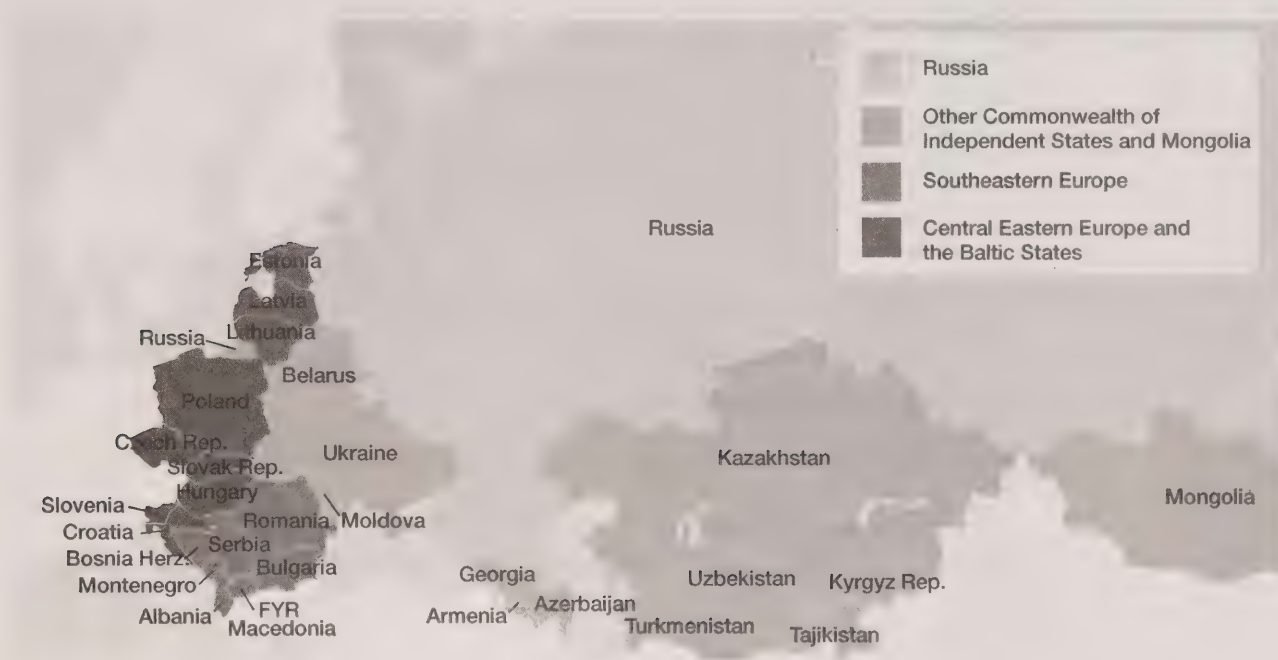 Russia
Other Commonwealth of
Independent States and Mongolia
Southeastern Europe
Central Eastern Europe and
the Baltic States
Russia
Estonia
Latvia
Lithuania
Russia
Belarus
Poland
Czech Rep.
Ukraine
Slovak Rep.
Kazakhstan
Hungary
Mongolia
Slovenia
Romania
Moldova
Croatia
Serbia
Bosnia Herz.
Bulgaria
Georgia
Uzbekistan
Kyrgyz Rep.
Montenegro
Azerbaijan
Albania
FYR
Macedonia
Armenia
Turkmenistan
Tajikistan